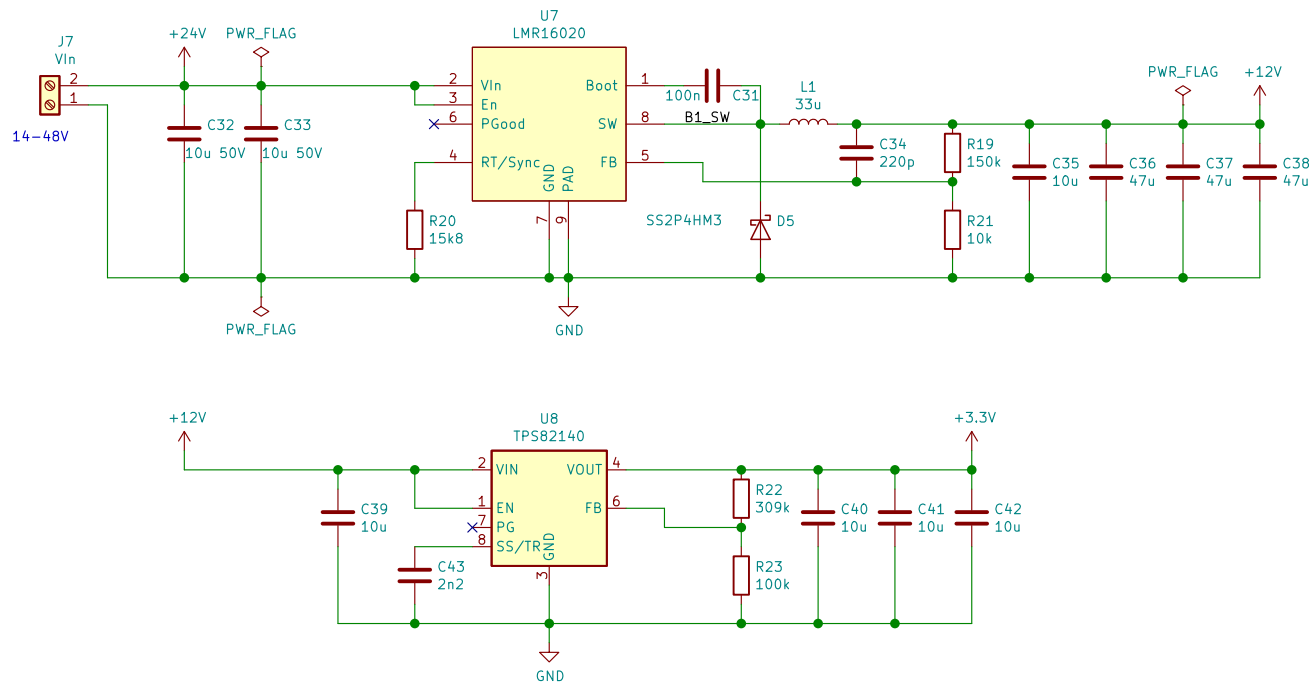 J7
VIn
2
1
14-48V
+24V
PWR_FLAG
C32
10u 50V
C33
10u 50V
PWR_FLAG
U7
LMR16020
2
VIn
3
En
6
PGood
4
RT/Sync
Boot
1
SW
8
FB
5
GND
7
PAD
9
R20
15k8
GND
100n
C31
B1_SW
L1
33u
SS2P4HM3
D5
C34
220p
R19
150k
R21
10k
C35
10u
C36
47u
PWR_FLAG
C37
47u
+12V
C38
47u
+12V
C39
10u
U8
TPS82140
2
VIN
1
EN
7
PG
8
SS/TR
VOUT
4
FB
6
GND
3
C43
2n2
GND
R22
309k
R23
100k
C40
10u
C41
10u
+3.3V
C42
10u